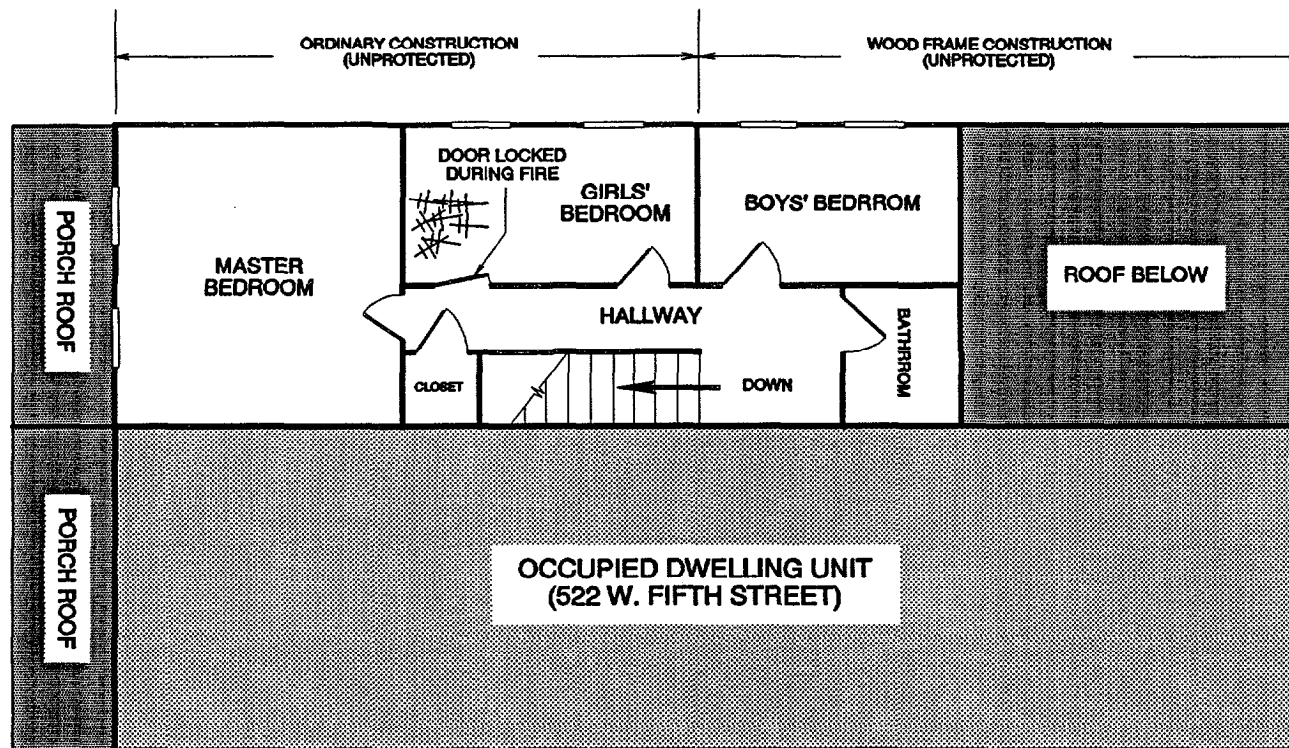 ORDINARY CONSTRUCTION
(UNPROTECTED)
WOOD FRAME CONSTRUCTION
(UNPROTECTED)
DOOR LOCKED
DURING FIRE
GIRLS'
BEDROOM
BOYS' BEDRROM
PORCH ROOF
MASTER
BEDROOM
ROOF BELOW
HALLWAY
BATHRROM
CLOSET
DOWN
PORCH ROOF
OCCUPIED DWELLING UNIT
(522 W. FIFTH STREET)